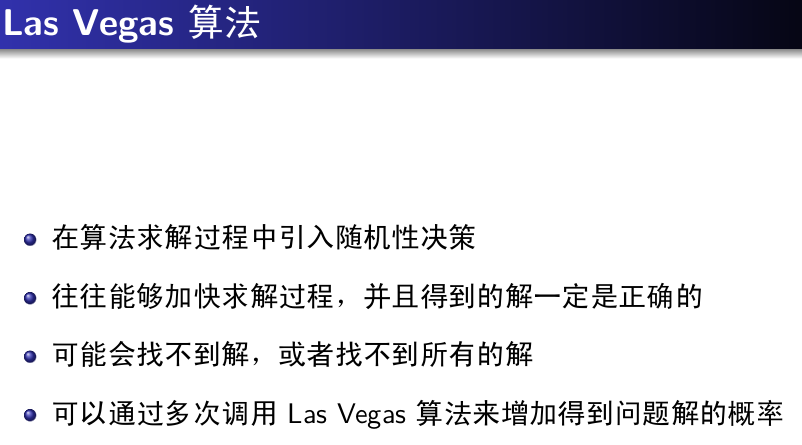 Las Vegas 算法
在算法求解过程中引入随机性决策
往往能够加快求解过程，并且得到的解一定是正确的
可能会找不到解，或者找不到所有的解
可以通过多次调用 Las Vegas 算法来增加得到问题解的概率